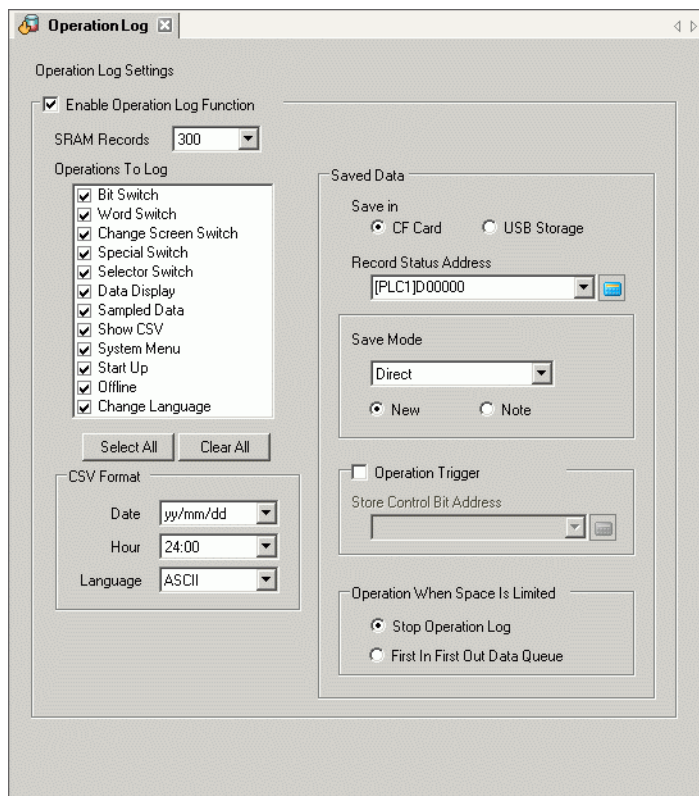 Operation Log
Operation Log Settings
Enable Operation Log Function
SRAM Records 300
Operations To Log
Bit Switch
Word Switch
Change Screen Switch
Special Switch
Selector Switch
Data Display
Sampled Data
Show CSV
System Menu
Start Up
Offline
Change Language
Select All Clear All
CSV Format
Date yy/mm/dd
Hour 24:00
Language ASCII
Saved Data
Save in
CF Card USB Storage
Record Status Address
[PLC1]D00000
Save Mode
Direct
New Note
Operation Trigger
Store Control Bit Address
Operation When Space Is Limited
Stop Operation Log
First In First Out Data Queue